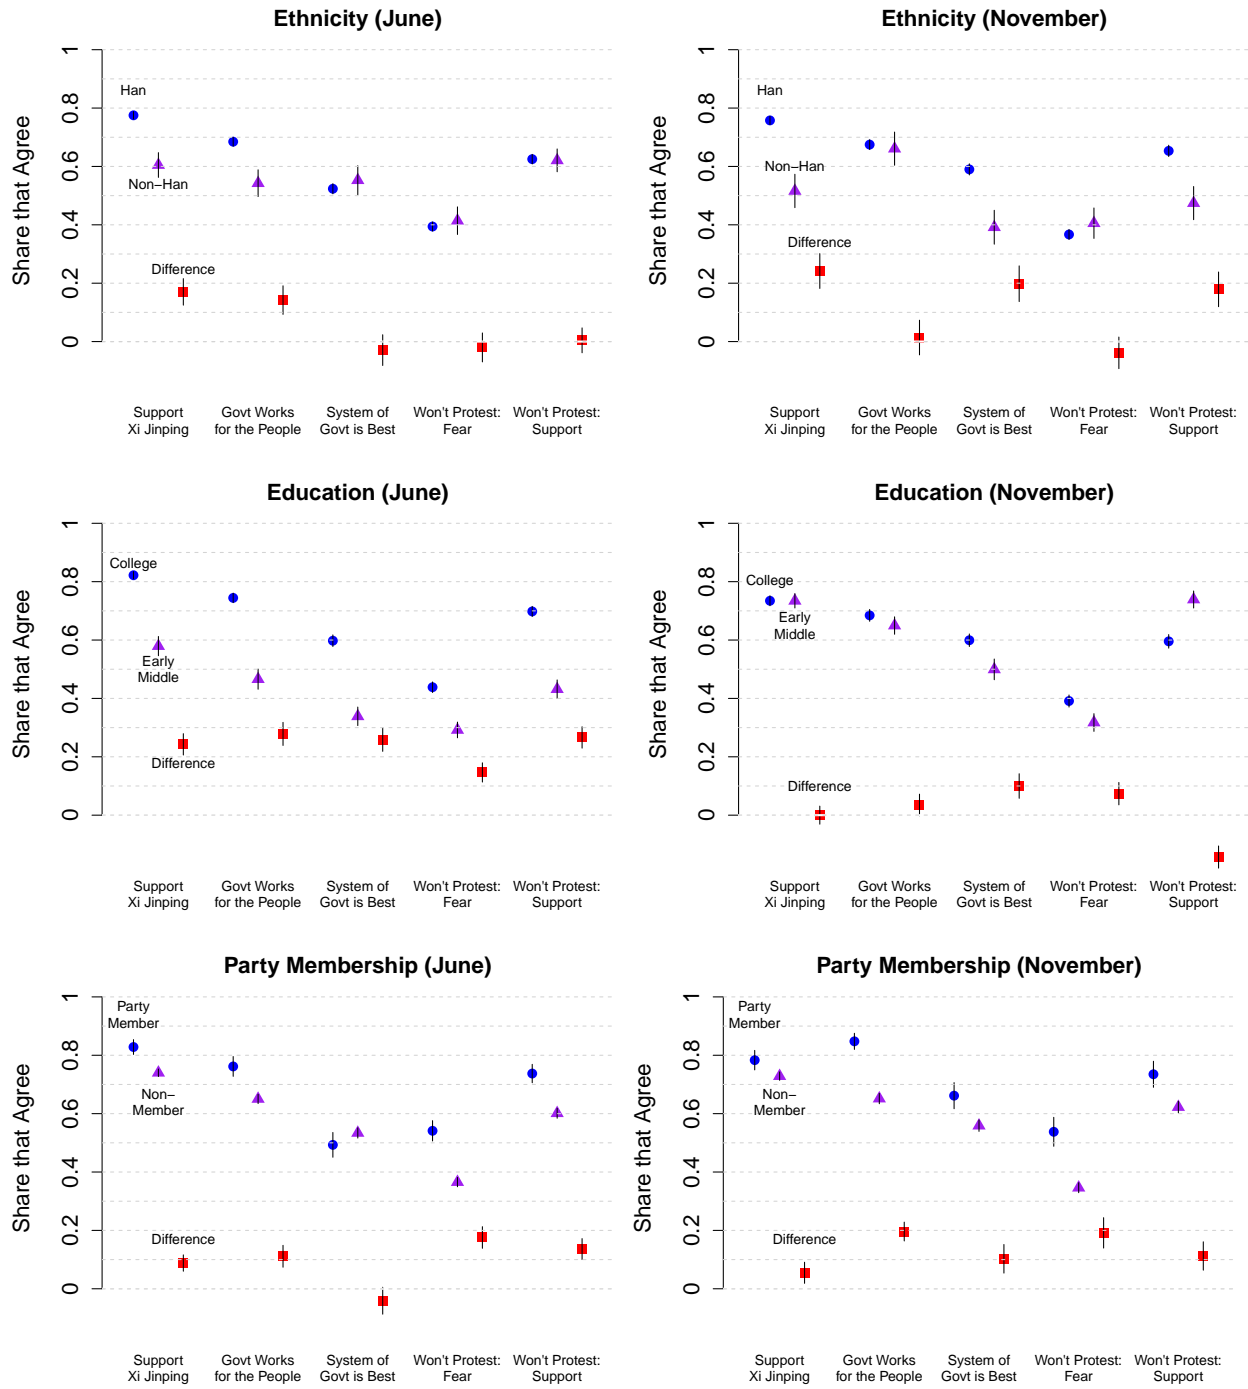 Ethnicity (June)
Share that Agree
1
0.8
0.6
0.4
0.2
0
Han
Non−Han
Difference
Support
Xi Jinping
Govt Works
for the People
System of
Govt is Best
Won't Protest:
Fear
Won't Protest:
Support
Ethnicity (November)
Share that Agree
1
0.8
0.6
0.4
0.2
0
Han
Non−Han
Difference
Support
Xi Jinping
Govt Works
for the People
System of
Govt is Best
Won't Protest:
Fear
Won't Protest:
Support
Education (June)
Share that Agree
1
0.8
0.6
0.4
0.2
0
College
Early
Middle
Difference
Support
Xi Jinping
Govt Works
for the People
System of
Govt is Best
Won't Protest:
Fear
Won't Protest:
Support
Education (November)
Share that Agree
1
0.8
0.6
0.4
0.2
0
College
Early
Middle
Difference
Support
Xi Jinping
Govt Works
for the People
System of
Govt is Best
Won't Protest:
Fear
Won't Protest:
Support
Party Membership (June)
Share that Agree
1
0.8
0.6
0.4
0.2
0
Party
Member
Non−
Member
Difference
Support
Xi Jinping
Govt Works
for the People
System of
Govt is Best
Won't Protest:
Fear
Won't Protest:
Support
Party Membership (November)
Share that Agree
1
0.8
0.6
0.4
0.2
0
Party
Member
Non−
Member
Difference
Support
Xi Jinping
Govt Works
for the People
System of
Govt is Best
Won't Protest:
Fear
Won't Protest:
Support